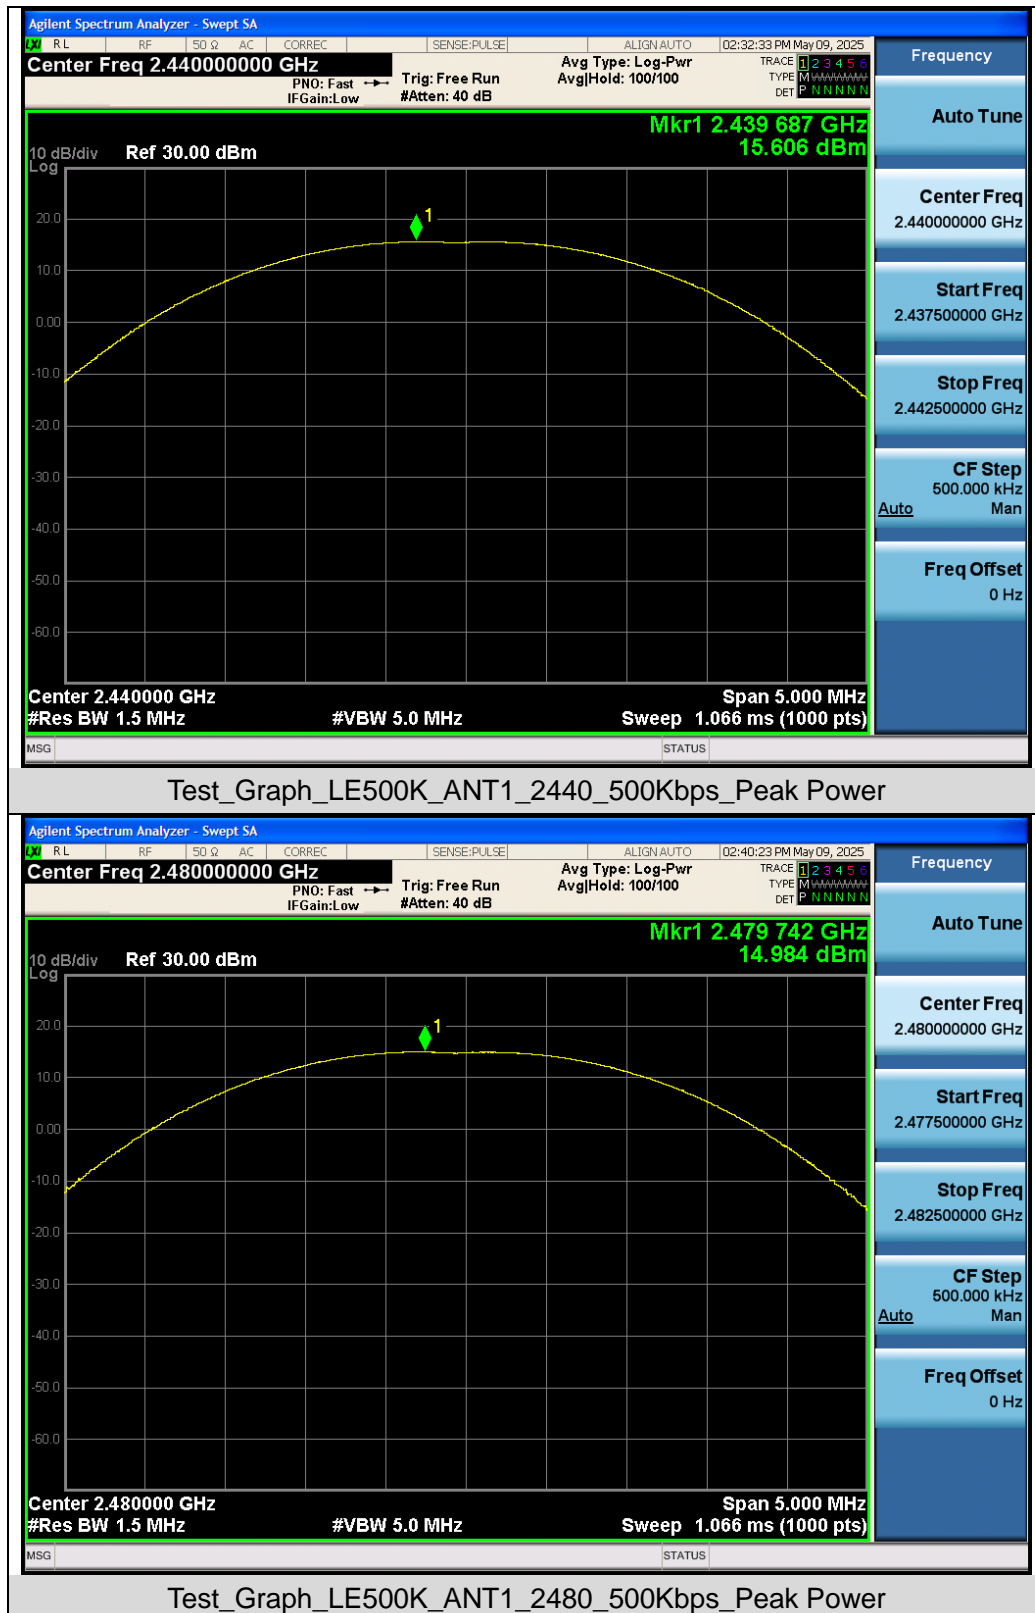 Agilent Spectrum Analyzer - Swept SA
LXI RL RF 50 Ω AC CORREC SENSE:PULSE ALIGN AUTO 02:32:33 PM May 09, 2025
Center Freq 2.440000000 GHz
PNO: Fast
IFGain:Low
Trig: Free Run
#Atten: 40 dB
Avg Type: Log-Pwr
Avg|Hold: 100/100
TRACE 1 2 3 4 5 6
TYPE M
DET P N N N N N
Mkr1 2.439 687 GHz
15.606 dBm
10 dB/div
Log
Ref 30.00 dBm
1
20.0
10.0
0.00
-10.0
-20.0
-30.0
-40.0
-50.0
-60.0
Center 2.440000 GHz
Span 5.000 MHz
#Res BW 1.5 MHz
#VBW 5.0 MHz
Sweep 1.066 ms (1000 pts)
MSG
STATUS
Frequency
Auto Tune
Center Freq
2.440000000 GHz
Start Freq
2.437500000 GHz
Stop Freq
2.442500000 GHz
CF Step
500.000 kHz
Auto Man
Freq Offset
0 Hz
Test_Graph_LE500K_ANT1_2440_500Kbps_Peak Power
Agilent Spectrum Analyzer - Swept SA
LXI RL RF 50 Ω AC CORREC SENSE:PULSE ALIGN AUTO 02:40:23 PM May 09, 2025
Center Freq 2.480000000 GHz
PNO: Fast
IFGain:Low
Trig: Free Run
#Atten: 40 dB
Avg Type: Log-Pwr
Avg|Hold: 100/100
TRACE 1 2 3 4 5 6
TYPE M
DET P N N N N N
Mkr1 2.479 742 GHz
14.984 dBm
10 dB/div
Log
Ref 30.00 dBm
1
20.0
10.0
0.00
-10.0
-20.0
-30.0
-40.0
-50.0
-60.0
Center 2.480000 GHz
Span 5.000 MHz
#Res BW 1.5 MHz
#VBW 5.0 MHz
Sweep 1.066 ms (1000 pts)
MSG
STATUS
Frequency
Auto Tune
Center Freq
2.480000000 GHz
Start Freq
2.477500000 GHz
Stop Freq
2.482500000 GHz
CF Step
500.000 kHz
Auto Man
Freq Offset
0 Hz
Test_Graph_LE500K_ANT1_2480_500Kbps_Peak Power